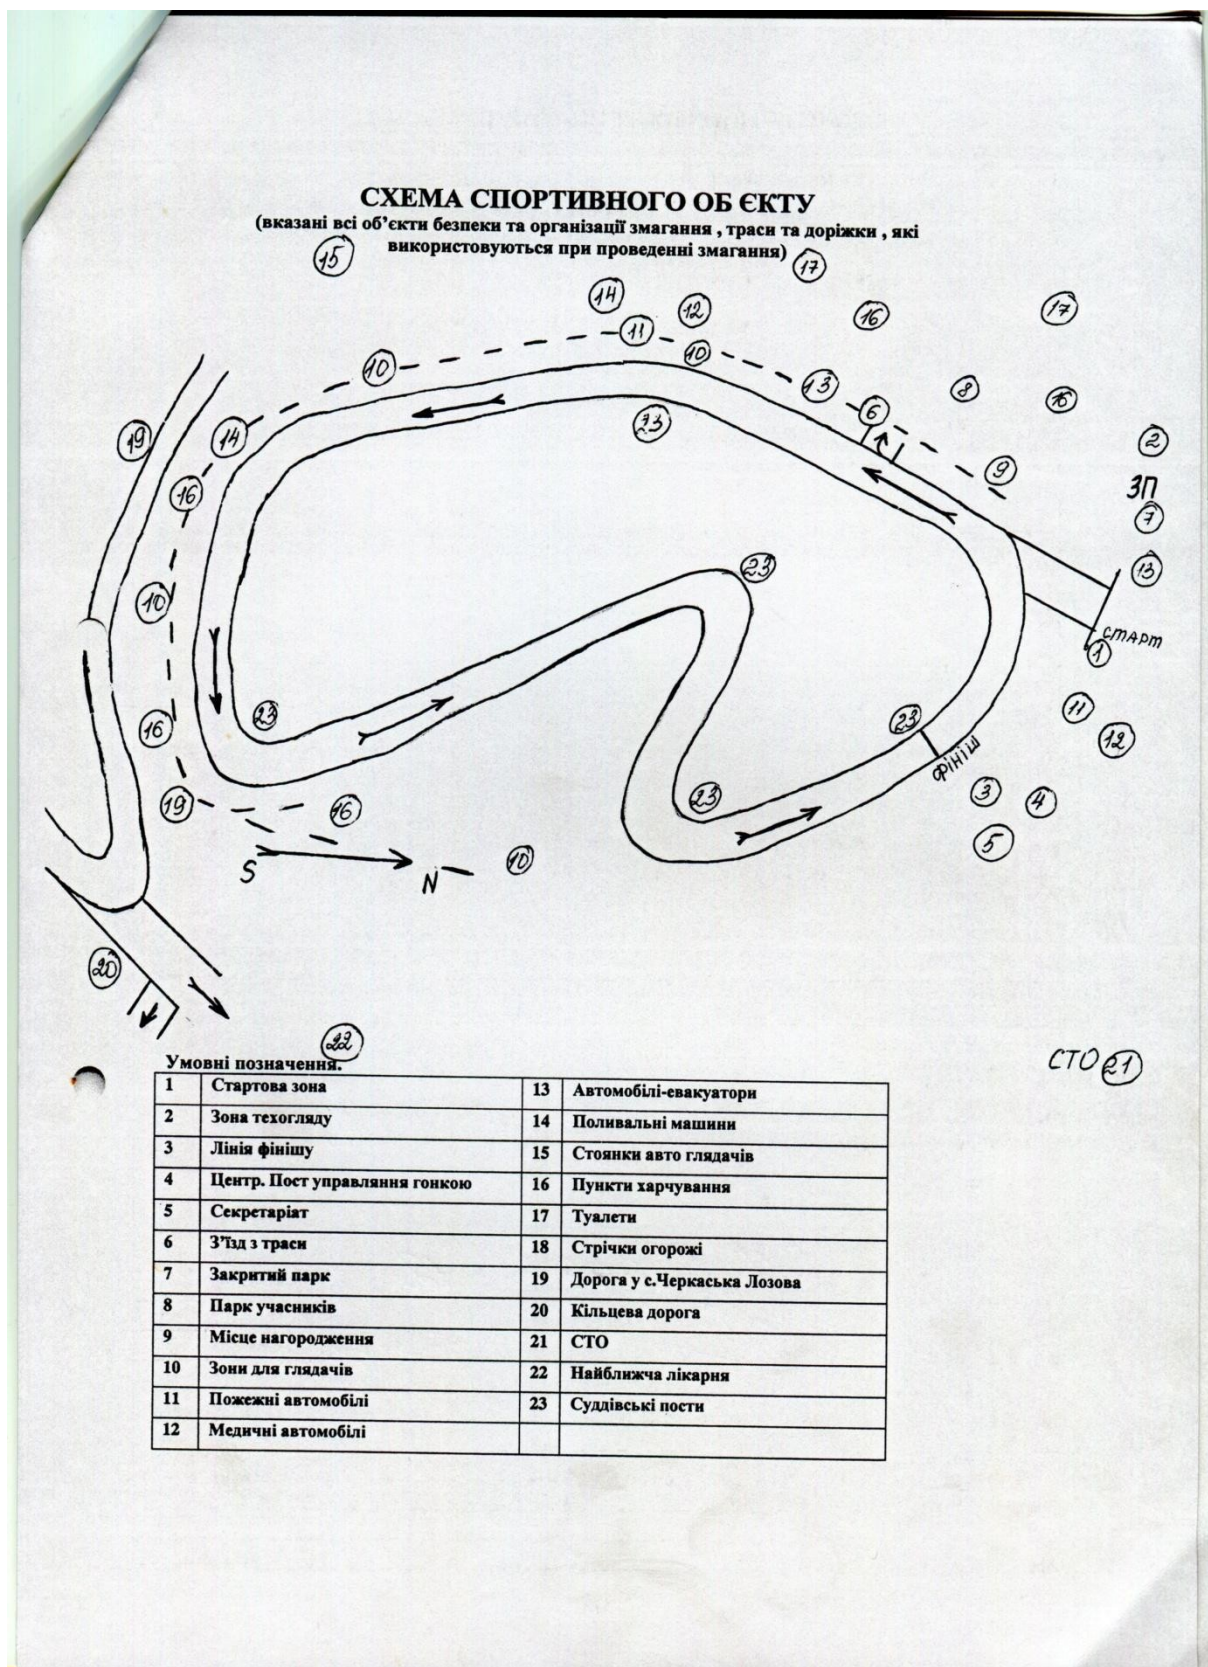 СХЕМА СПОРТИВНОГО ОБ ЄКТУ
(вказані всі об’єкти безпеки та організації змагання , траси та доріжки , які
використовуються при проведенні змагання)
15
17
14
12
16
17
11
10
10
13
6
8
16
19
14
23
2
9
16
ЗП
7
23
13
10
СТАРТ
1
23
11
16
23
12
ФІНІШ
19
16
23
3
4
5
S
N
10
20
22
СТО 21
Умовні позначення.
1 Стартова зона 13 Автомобілі-евакуатори
2 Зона техогляду 14 Поливальні машини
3 Лінія фінішу 15 Стоянки авто глядачів
4 Центр. Пост управляння гонкою 16 Пункти харчування
5 Секретаріат 17 Туалети
6 З’їзд з траси 18 Стрічки огорожі
7 Закритий парк 19 Дорога у с.Черкаська Лозова
8 Парк учасників 20 Кільцева дорога
9 Місце нагородження 21 СТО
10 Зони для глядачів 22 Найближча лікарня
11 Пожежні автомобілі 23 Суддівські пости
12 Медичні автомобілі